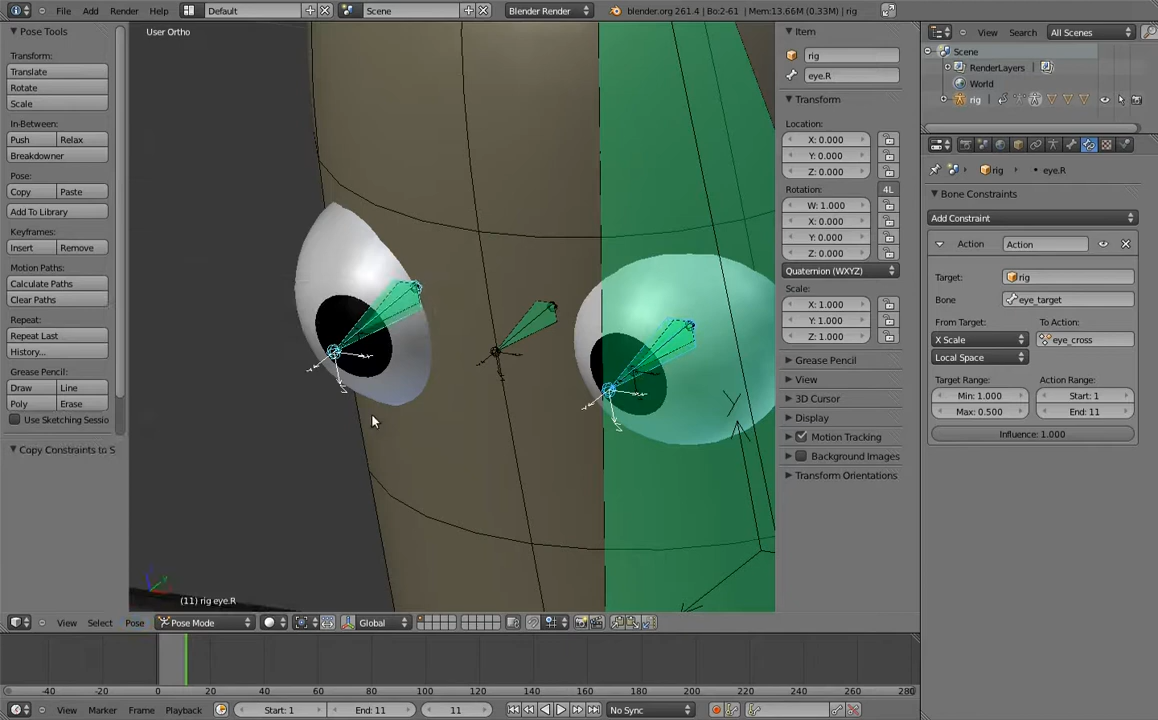 File Add Render Help Default Scene Blender Render blender.org 261.4 | Bo:2-61 | Mem:13.66M (0.33M) | rig
Pose Tools
Transform:
Translate
Rotate
Scale
In-Between:
Push Relax
Breakdowner
Pose:
Copy Paste
Add To Library
Keyframes:
Insert Remove
Motion Paths:
Calculate Paths
Clear Paths
Repeat:
Repeat Last
History...
Grease Pencil:
Draw Line
Poly Erase
Use Sketching Sessio
Copy Constraints to S
User Ortho
(11) rig eye.R
View Select Pose Pose Mode Global
Item
rig
eye.R
Transform
Location:
X: 0.000
Y: 0.000
Z: 0.000
Rotation: 4L
W: 1.000
X: 0.000
Y: 0.000
Z: 0.000
Quaternion (WXYZ)
Scale:
X: 1.000
Y: 1.000
Z: 1.000
Grease Pencil
View
3D Cursor
Display
Motion Tracking
Background Images
Transform Orientations
View Search All Scenes
Scene
RenderLayers
World
rig
rig eye.R
Bone Constraints
Add Constraint
Action Action
Target: rig
Bone eye_target
From Target: To Action:
X Scale eye_cross
Local Space
Target Range: Action Range:
Min: 1.000 Start: 1
Max: 0.500 End: 11
Influence: 1.000
-40 -20 0 20 40 60 80 100 120 140 160 180 200 220 240 260 280
View Marker Frame Playback Start: 1 End: 11 11 No Sync